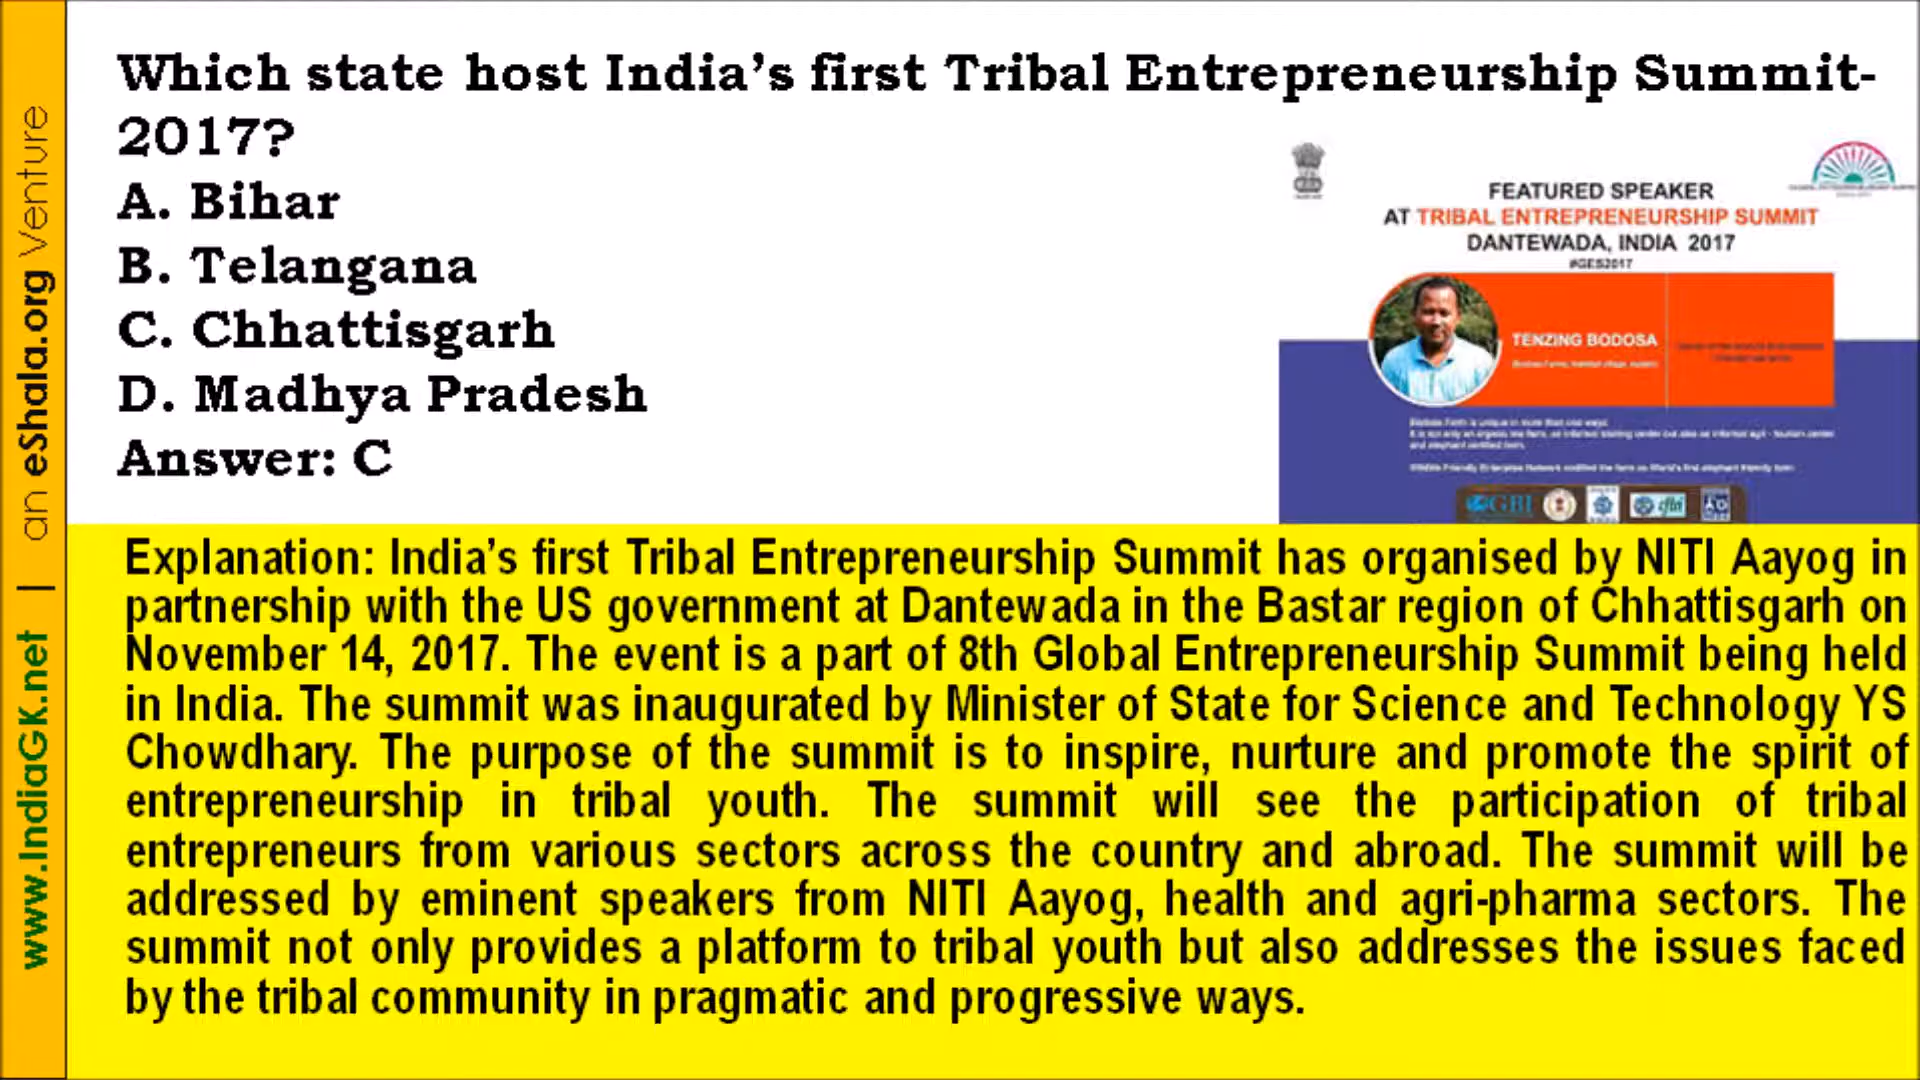 Which state host India’s first Tribal Entrepreneurship Summit-
2017?
A. Bihar
B. Telangana
C. Chhattisgarh
D. Madhya Pradesh
Answer: C
FEATURED SPEAKER
AT TRIBAL ENTREPRENEURSHIP SUMMIT
DANTEWADA, INDIA 2017
#GES2017
TENZING BODOSA
GBI
Explanation: India’s first Tribal Entrepreneurship Summit has organised by NITI Aayog in
partnership with the US government at Dantewada in the Bastar region of Chhattisgarh on
November 14, 2017. The event is a part of 8th Global Entrepreneurship Summit being held
in India. The summit was inaugurated by Minister of State for Science and Technology YS
Chowdhary. The purpose of the summit is to inspire, nurture and promote the spirit of
entrepreneurship in tribal youth. The summit will see the participation of tribal
entrepreneurs from various sectors across the country and abroad. The summit will be
addressed by eminent speakers from NITI Aayog, health and agri-pharma sectors. The
summit not only provides a platform to tribal youth but also addresses the issues faced
by the tribal community in pragmatic and progressive ways.
www.IndiaGK.net | an eShala.org Venture